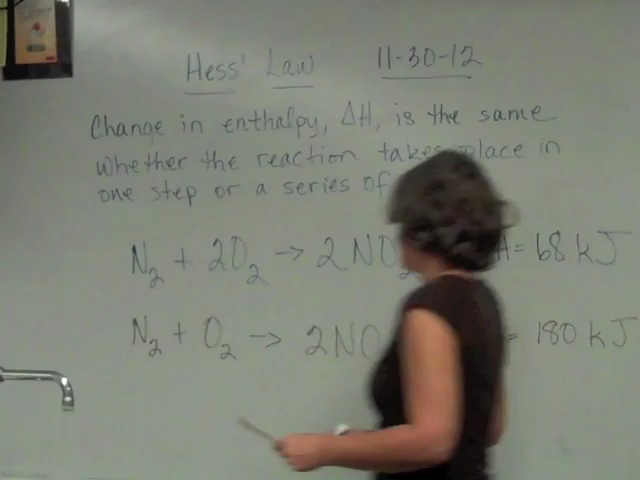 Hess' Law 11-30-12
Change in enthalpy, ΔH, is the same
whether the reaction takes place in
one step or a series of
N₂ + 2O₂ → 2NO₂ H = 68 kJ
N₂ + O₂ → 2NO = 180 kJ